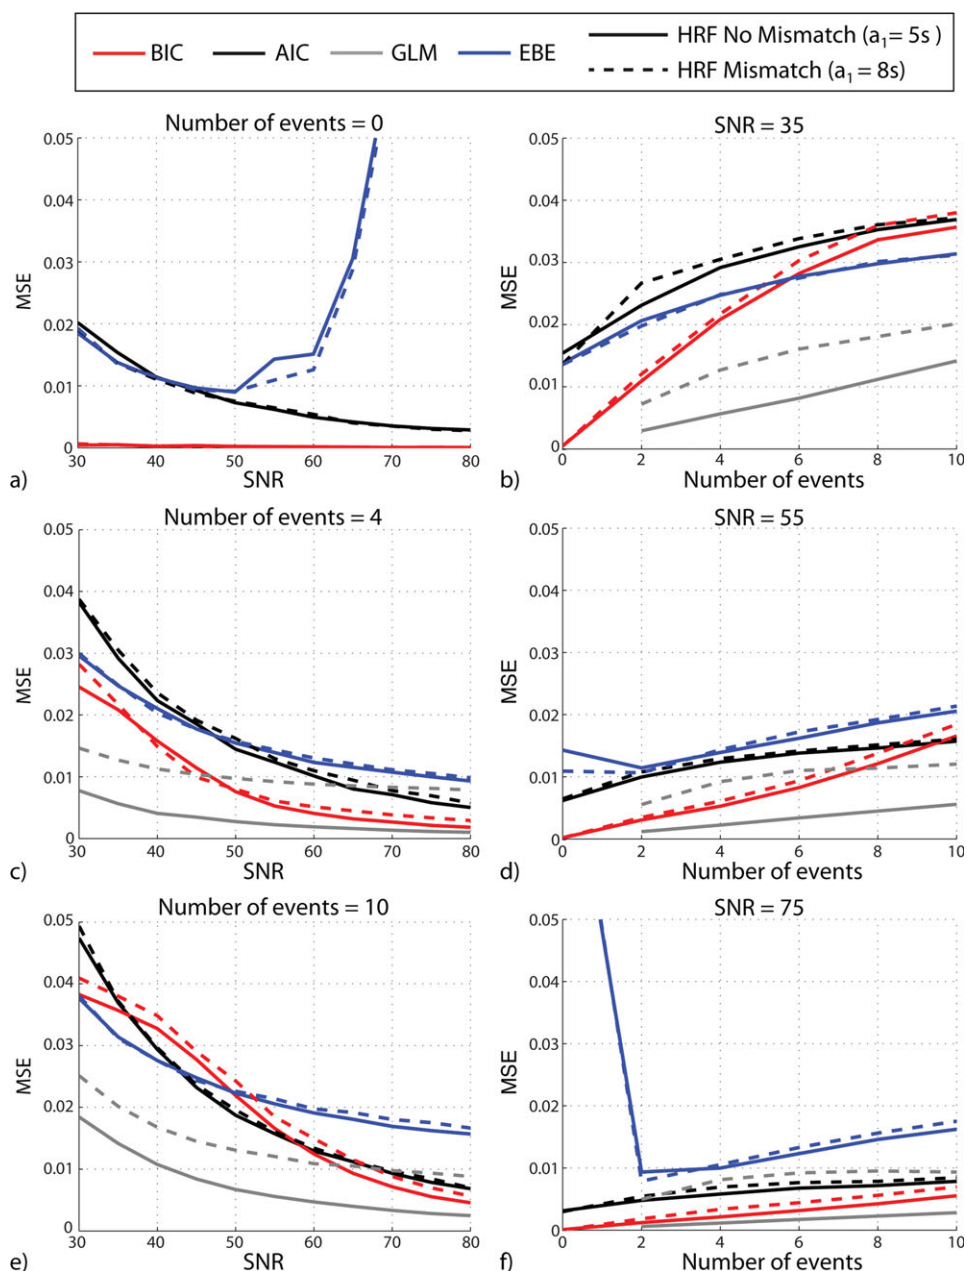 BIC AIC GLM EBE HRF No Mismatch (a1= 5s )
HRF Mismatch (a1 = 8s)
Number of events = 0
0.05
0.04
0.03
0.02
0.01
0
MSE
30 40 50 60 70 80
SNR
a)
SNR = 35
0.05
0.04
0.03
0.02
0.01
0
MSE
0 2 4 6 8 10
Number of events
b)
Number of events = 4
0.05
0.04
0.03
0.02
0.01
0
MSE
30 40 50 60 70 80
SNR
c)
SNR = 55
0.05
0.04
0.03
0.02
0.01
0
MSE
0 2 4 6 8 10
Number of events
d)
Number of events = 10
0.05
0.04
0.03
0.02
0.01
0
MSE
30 40 50 60 70 80
SNR
e)
SNR = 75
0.05
0.04
0.03
0.02
0.01
0
MSE
0 2 4 6 8 10
Number of events
f)